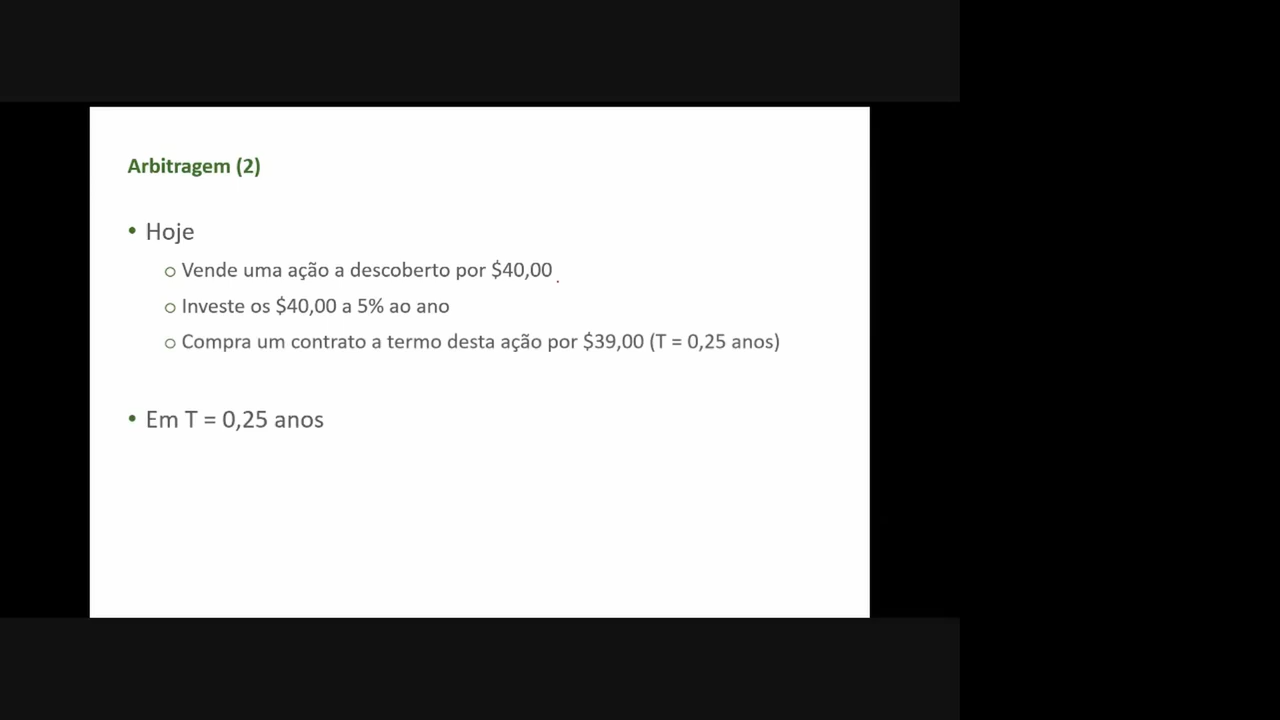 Arbitragem (2)
• Hoje
○ Vende uma ação a descoberto por $40,00
○ Investe os $40,00 a 5% ao ano
○ Compra um contrato a termo desta ação por $39,00 (T = 0,25 anos)
• Em T = 0,25 anos